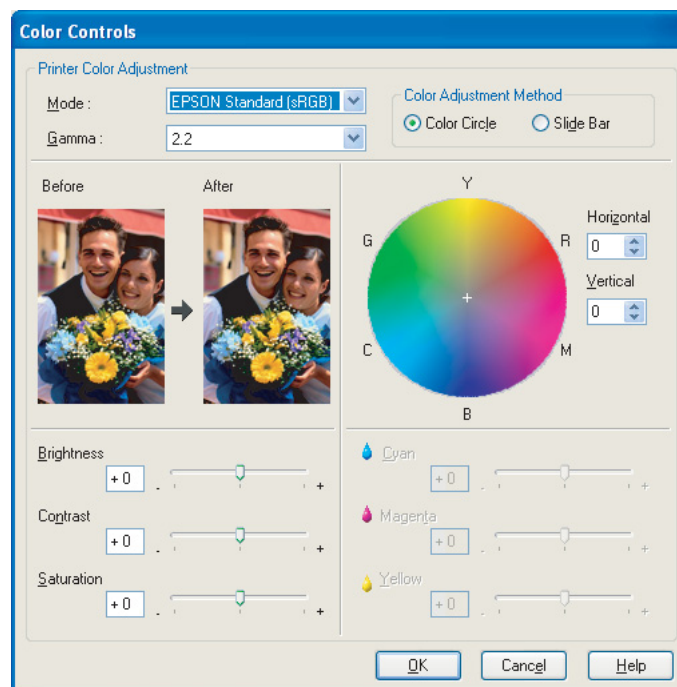 Color Controls
Printer Color Adjustment
Mode :
EPSON Standard (sRGB)
Gamma :
2.2
Color Adjustment Method
Color Circle
Slide Bar
Before
After
Y
G
R
C
M
B
Horizontal
0
Vertical
0
Brightness
+ 0
- +
Contrast
+ 0
- +
Saturation
+ 0
- +
Cyan
+ 0
- +
Magenta
+ 0
- +
Yellow
+ 0
- +
OK
Cancel
Help